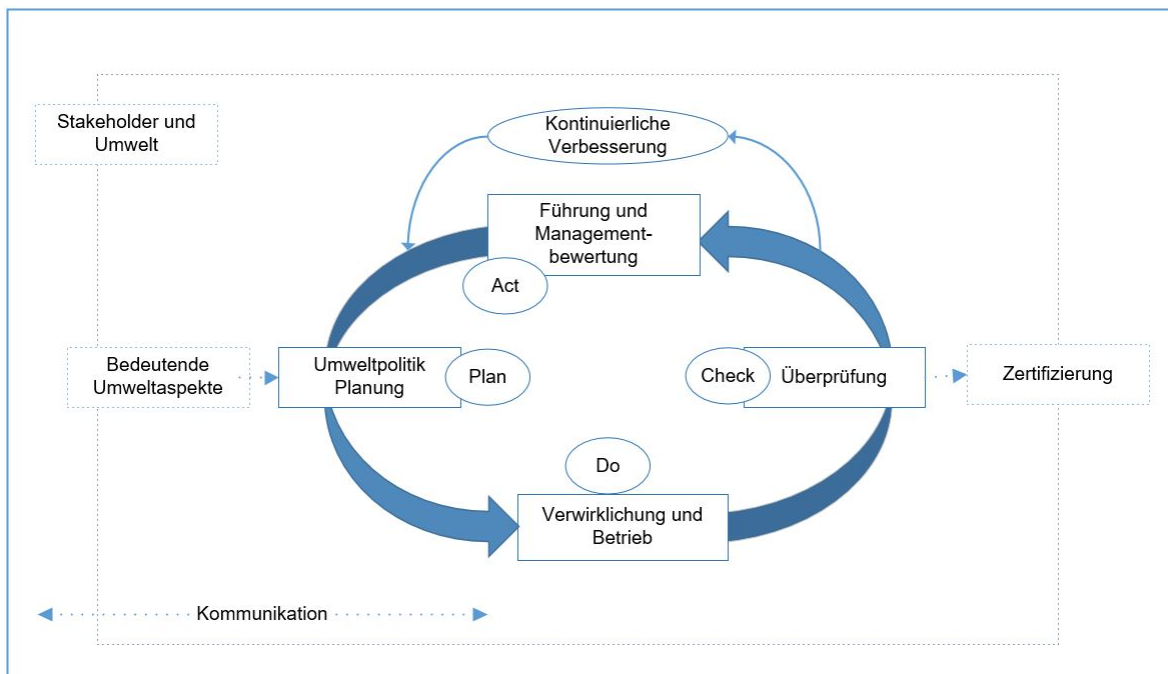 Stakeholder und
Umwelt
Kontinuierliche
Verbesserung
Führung und
Management-
bewertung
Act
Bedeutende
Umweltaspekte
Umweltpolitik
Planung
Plan
Check
Überprüfung
Zertifizierung
Do
Verwirklichung und
Betrieb
Kommunikation